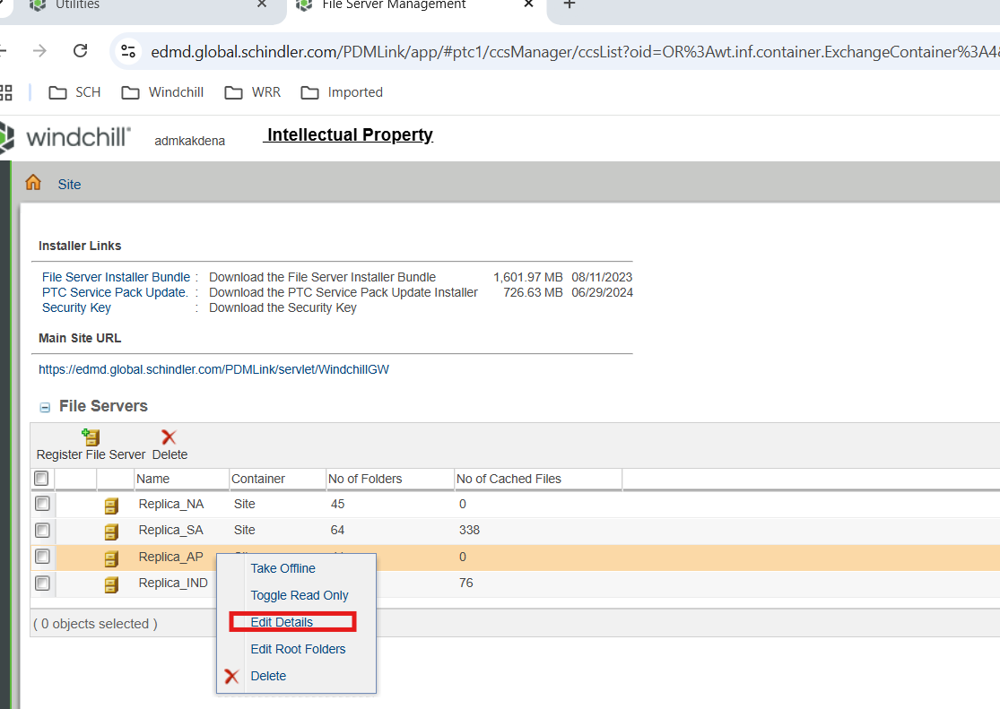 Utilities
File Server Management
edmd.global.schindler.com/PDMLink/app/#ptc1/ccsManager/ccsList?oid=OR%3Awt.inf.container.ExchangeContainer%3A4
SCH Windchill WRR Imported
windchill® admkakdena Intellectual Property
Site
Installer Links
File Server Installer Bundle : Download the File Server Installer Bundle 1,601.97 MB 08/11/2023
PTC Service Pack Update. : Download the PTC Service Pack Update Installer 726.63 MB 06/29/2024
Security Key : Download the Security Key
Main Site URL
https://edmd.global.schindler.com/PDMLink/servlet/WindchillGW
File Servers
Register File Server Delete
Name Container No of Folders No of Cached Files
Replica_NA Site 45 0
Replica_SA Site 64 338
Replica_AP 0
Replica_IND 76
( 0 objects selected )
Take Offline
Toggle Read Only
Edit Details
Edit Root Folders
Delete